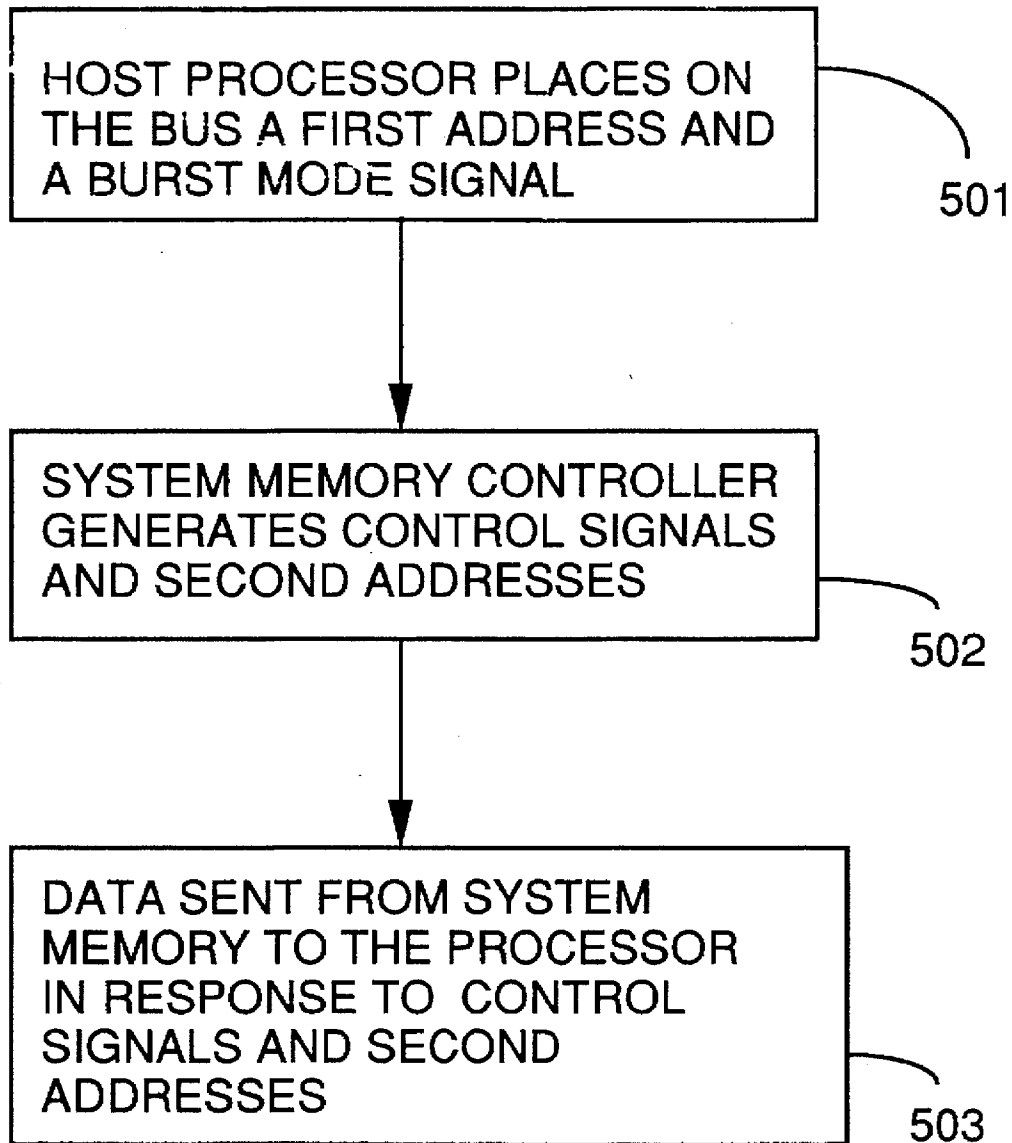 HOST PROCESSOR PLACES ON
THE BUS A FIRST ADDRESS AND
A BURST MODE SIGNAL
501
SYSTEM MEMORY CONTROLLER
GENERATES CONTROL SIGNALS
AND SECOND ADDRESSES
502
DATA SENT FROM SYSTEM
MEMORY TO THE PROCESSOR
IN RESPONSE TO CONTROL
SIGNALS AND SECOND
ADDRESSES
503